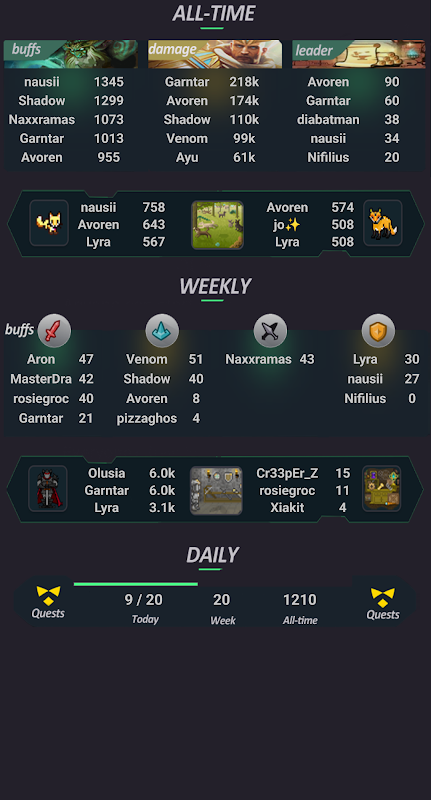 ALL-TIME
buffs damage leader
nausii 1345 Garntar 218k Avoren 90
Shadow 1299 Avoren 174k Garntar 60
Naxxramas 1073 Shadow 110k diabatman 38
Garntar 1013 Venom 99k nausii 34
Avoren 955 Ayu 61k Nifilius 20
nausii 758 Avoren 574
Avoren 643 jo✨ 508
Lyra 567 Lyra 508
WEEKLY
buffs
Aron 47 Venom 51 Naxxramas 43 Lyra 30
MasterDra 42 Shadow 40 nausii 27
rosiegroc 40 Avoren 8 Nifilius 0
Garntar 21 pizzaghos 4
Olusia 6.0k Cr33pEr_Z 15
Garntar 6.0k rosiegroc 11
Lyra 3.1k Xiakit 4
DAILY
Quests 9 / 20 20 1210 Quests
Today Week All-time